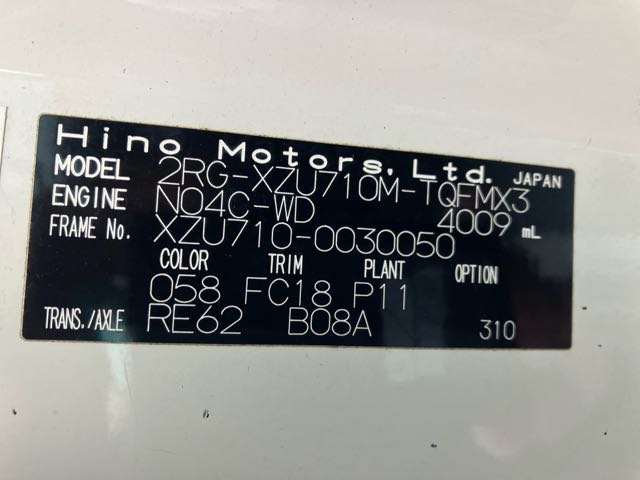 Hino Motors, Ltd. JAPAN
MODEL 2RG-XZU710M-TQFMX3
ENGINE N04C-WD 4009 mL
FRAME No. XZU710-0030050
COLOR TRIM PLANT OPTION
058 FC18 P11
TRANS./AXLE RE62 B08A 310